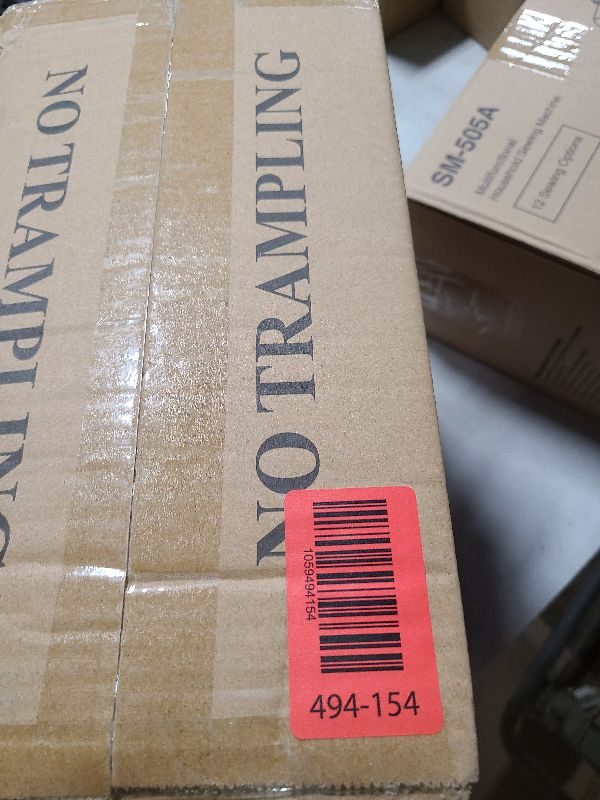 NO TRAMPLING
NO TRAMPLING
1059494154
494-154
SM-505A
Multifunctional
Household Sewing Machine
12 Sewing Options